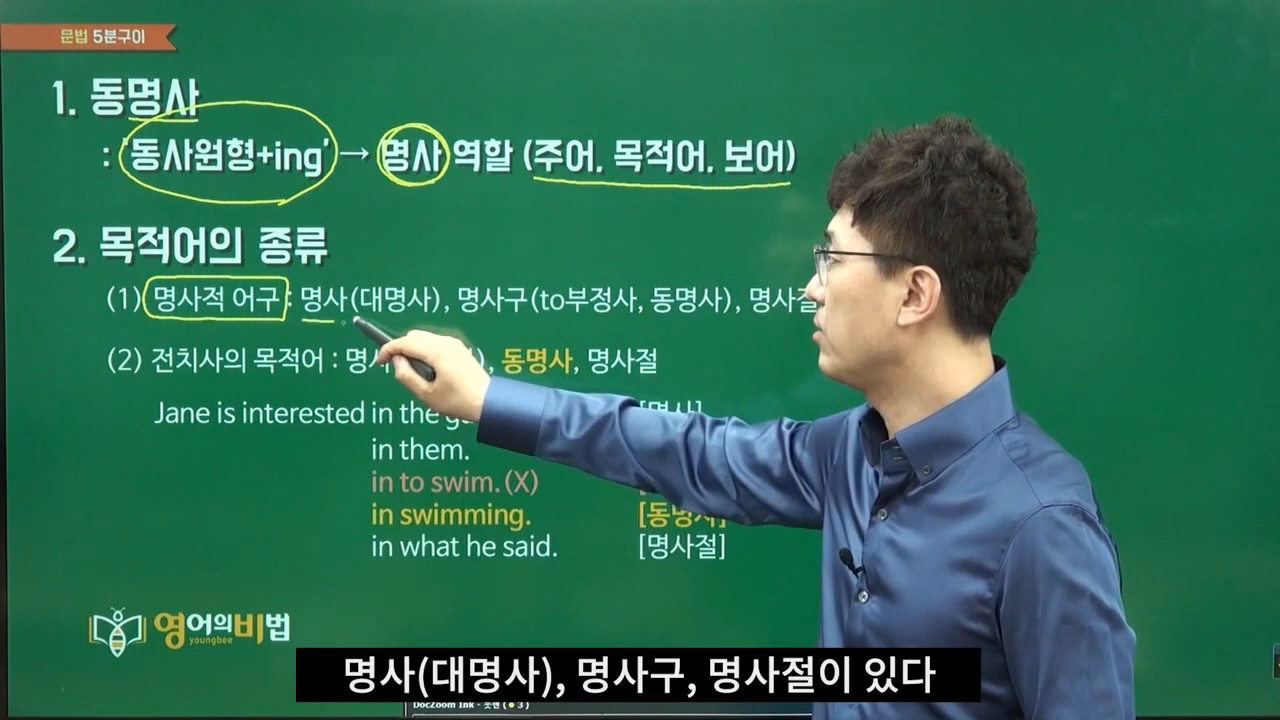 문법 5분구이
1. 동명사
: '동사원형+ing' → 명사 역할 (주어, 목적어, 보어)
2. 목적어의 종류
(1) 명사적 어구 : 명사(대명사), 명사구(to부정사, 동명사),
(2) 전치사의 목적어 : 동명사, 명사절
Jane is interested in the [명사]
in them.
in to swim. (X)
in swimming. [동명사]
in what he said. [명사절]
영어의비법
youngbee
명사(대명사), 명사구, 명사절이 있다
DocZoom Ink - 펜 ( 3 )